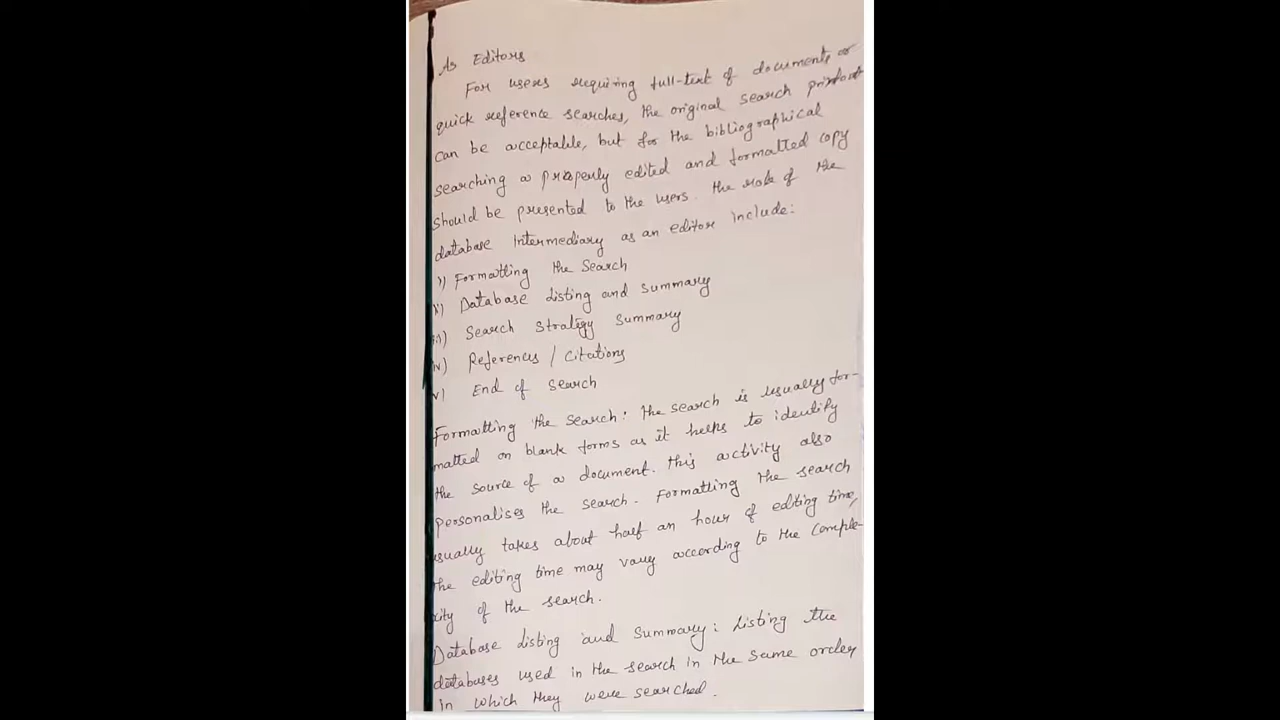 As Editors
For users requiring full-text of documents or
quick reference searches, the original search printout
can be acceptable, but for the bibliographical
searching a properly edited and formatted copy
should be presented to the users. The role of the
database Intermediary as an editor include:
i) Formatting the Search
ii) Database Listing and Summary
iii) Search Strategy Summary
iv) References / Citations
v) End of Search
Formatting the Search: The search is usually for-
matted on blank forms as it helps to identify
the source of a document. This activity also
personalises the search. Formatting the search
usually takes about half an hour of editing time,
the editing time may vary according to the comple-
xity of the search.
Database Listing and Summary: Listing the
databases used in the search in the same order
in which they were searched.